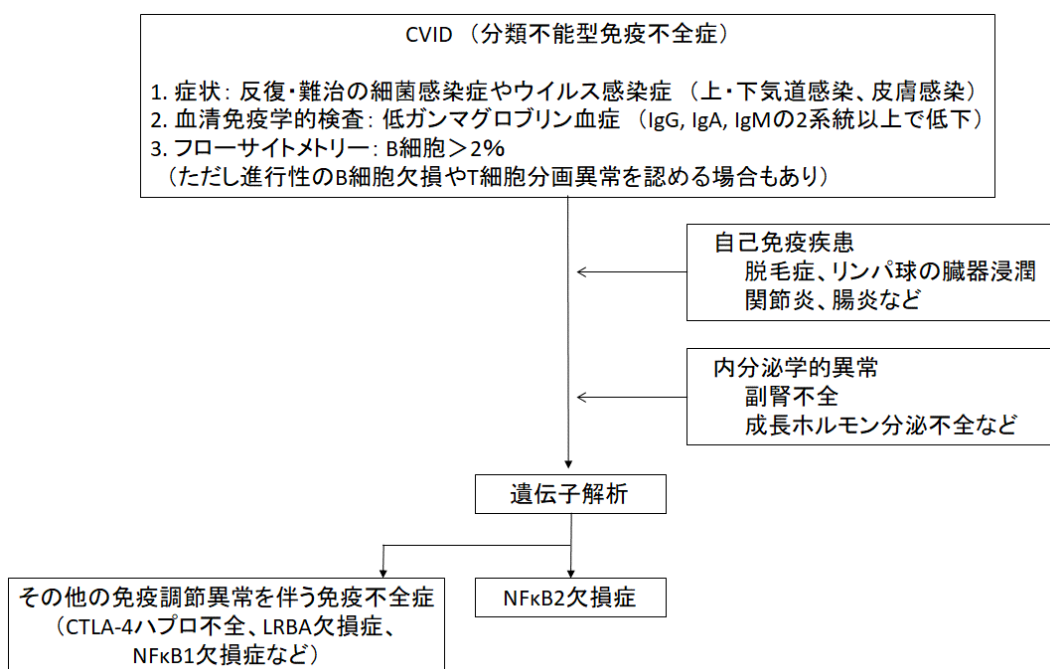 CVID （分類不能型免疫不全症）
1. 症状： 反復・難治の細菌感染症やウイルス感染症 （上・下気道感染、皮膚感染）
2. 血清免疫学的検査： 低ガンマグロブリン血症 （IgG, IgA, IgMの2系統以上で低下）
3. フローサイトメトリー： B細胞＞2%
（ただし進行性のB細胞欠損やT細胞分画異常を認める場合もあり）
自己免疫疾患
脱毛症、リンパ球の臓器浸潤
関節炎、腸炎など
内分泌学的異常
副腎不全
成長ホルモン分泌不全など
遺伝子解析
その他の免疫調節異常を伴う免疫不全症
（CTLA-4ハプロ不全、LRBA欠損症、
NFκB1欠損症など）
NFκB2欠損症